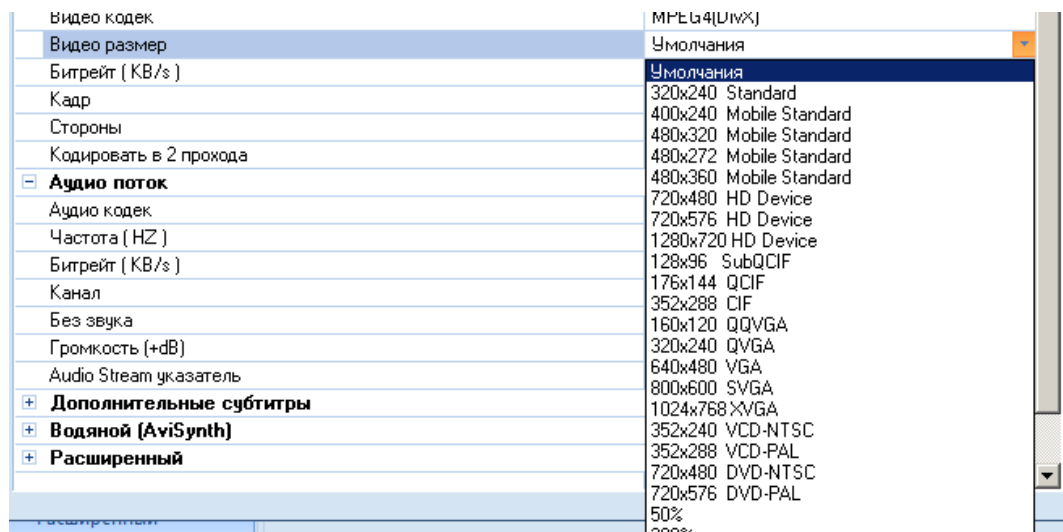 Видео кодек MPEG4(DivX)
Видео размер Умолчания
Битрейт ( KB/s ) Умолчания
320x240 Standard
Кадр 400x240 Mobile Standard
Стороны 480x320 Mobile Standard
Кодировать в 2 прохода 480x272 Mobile Standard
480x360 Mobile Standard
Аудио поток 720x480 HD Device
Аудио кодек 720x576 HD Device
Частота ( HZ ) 1280x720 HD Device
Битрейт ( KB/s ) 128x96 SubQCIF
176x144 QCIF
Канал 352x288 CIF
Без звука 160x120 QQVGA
Громкость (+dB) 320x240 QVGA
Audio Stream указатель 640x480 VGA
800x600 SVGA
Дополнительные субтитры 1024x768 XVGA
Водяной (AviSynth) 352x240 VCD-NTSC
Расширенный 352x288 VCD-PAL
720x480 DVD-NTSC
720x576 DVD-PAL
50%